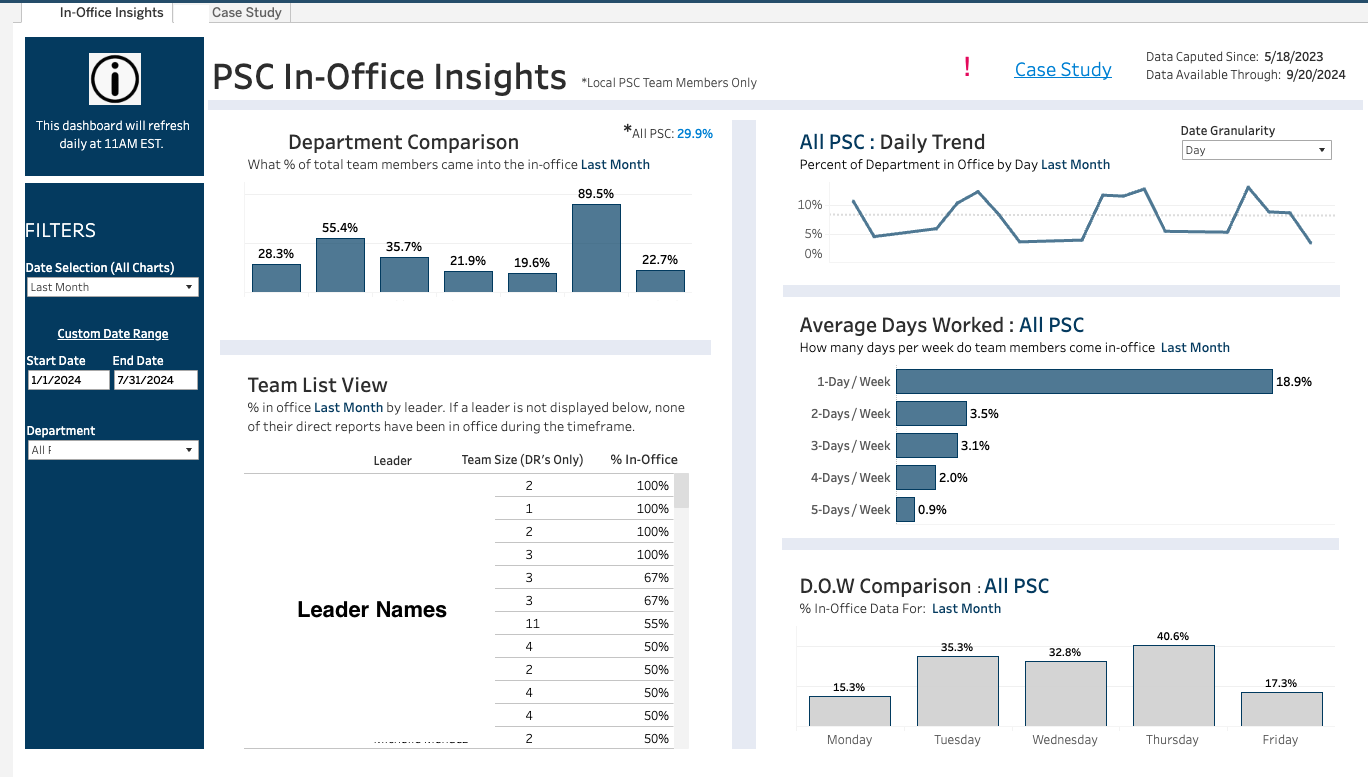 In-Office Insights
Case Study
This dashboard will refresh
daily at 11AM EST.
FILTERS
Date Selection (All Charts)
Last Month
Custom Date Range
Start Date End Date
1/1/2024 7/31/2024
Department
All
PSC In-Office Insights *Local PSC Team Members Only
!
Case Study
Data Caputed Since: 5/18/2023
Data Available Through: 9/20/2024
Department Comparison
*All PSC: 29.9%
What % of total team members came into the in-office Last Month
28.3%
55.4%
35.7%
21.9%
19.6%
89.5%
22.7%
Team List View
% in office Last Month by leader. If a leader is not displayed below, none
of their direct reports have been in office during the timeframe.
Leader Team Size (DR's Only) % In-Office
2 100%
1 100%
2 100%
3 100%
3 67%
3 67%
Leader Names
11 55%
4 50%
2 50%
4 50%
4 50%
2 50%
All PSC : Daily Trend
Percent of Department in Office by Day Last Month
Date Granularity
Day
10%
5%
0%
Average Days Worked : All PSC
How many days per week do team members come in-office Last Month
1-Day / Week 18.9%
2-Days / Week 3.5%
3-Days / Week 3.1%
4-Days / Week 2.0%
5-Days / Week 0.9%
D.O.W Comparison : All PSC
% In-Office Data For: Last Month
15.3%
35.3%
32.8%
40.6%
17.3%
Monday Tuesday Wednesday Thursday Friday